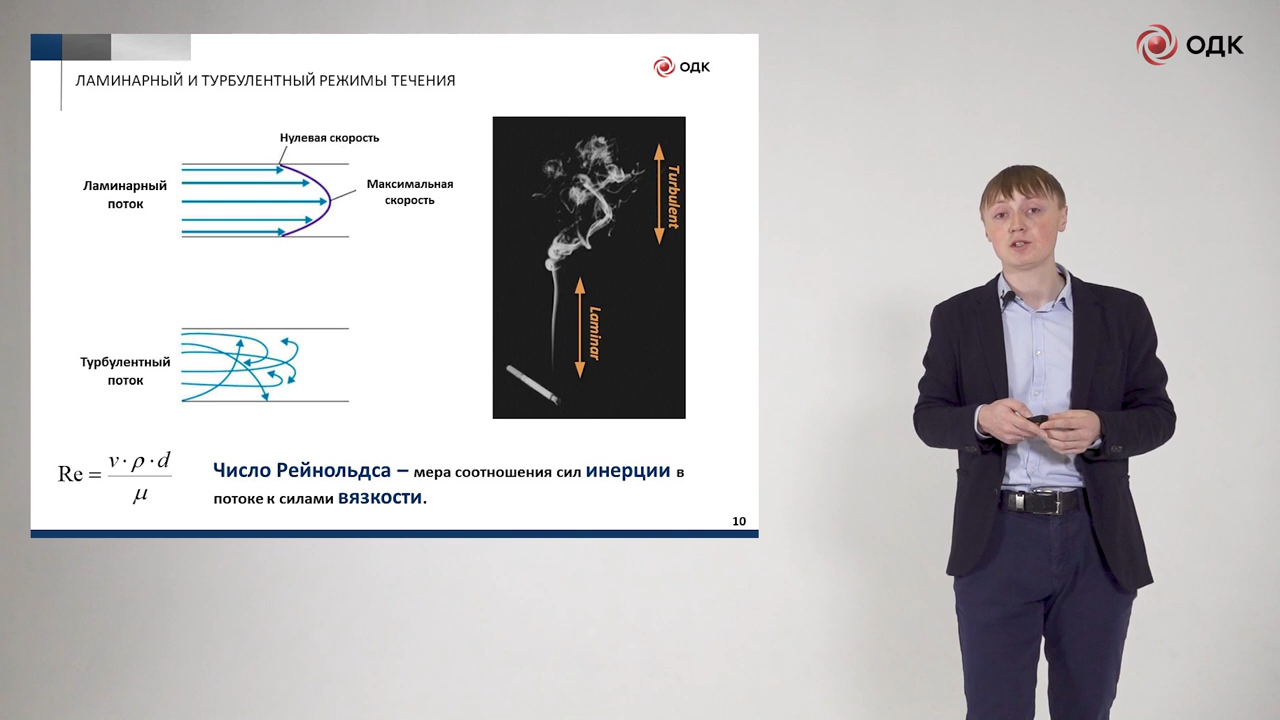 ОДК
ЛАМИНАРНЫЙ И ТУРБУЛЕНТНЫЙ РЕЖИМЫ ТЕЧЕНИЯ
ОДК
Нулевая скорость
Ламинарный
поток
Максимальная
скорость
Turbulent
Laminar
Турбулентный
поток
Re = v · ρ · d / μ
Число Рейнольдса – мера соотношения сил инерции в
потоке к силами вязкости.
10